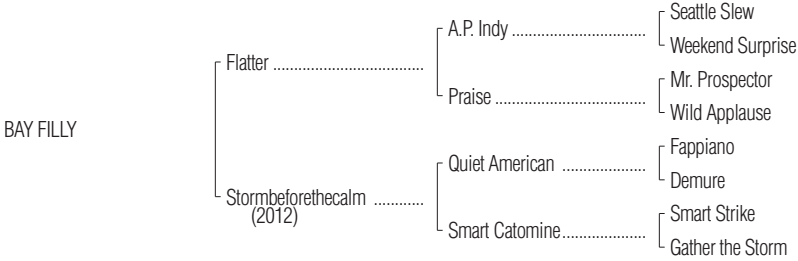 Seattle Slew
A.P. Indy ..................................
Weekend Surprise
Flatter ......................................
Mr. Prospector
Praise ......................................
Wild Applause
BAY FILLY
Fappiano
Quiet American .....................
Demure
Stormbeforethecalm ............
(2012)
Smart Strike
Smart Catomine.....................
Gather the Storm